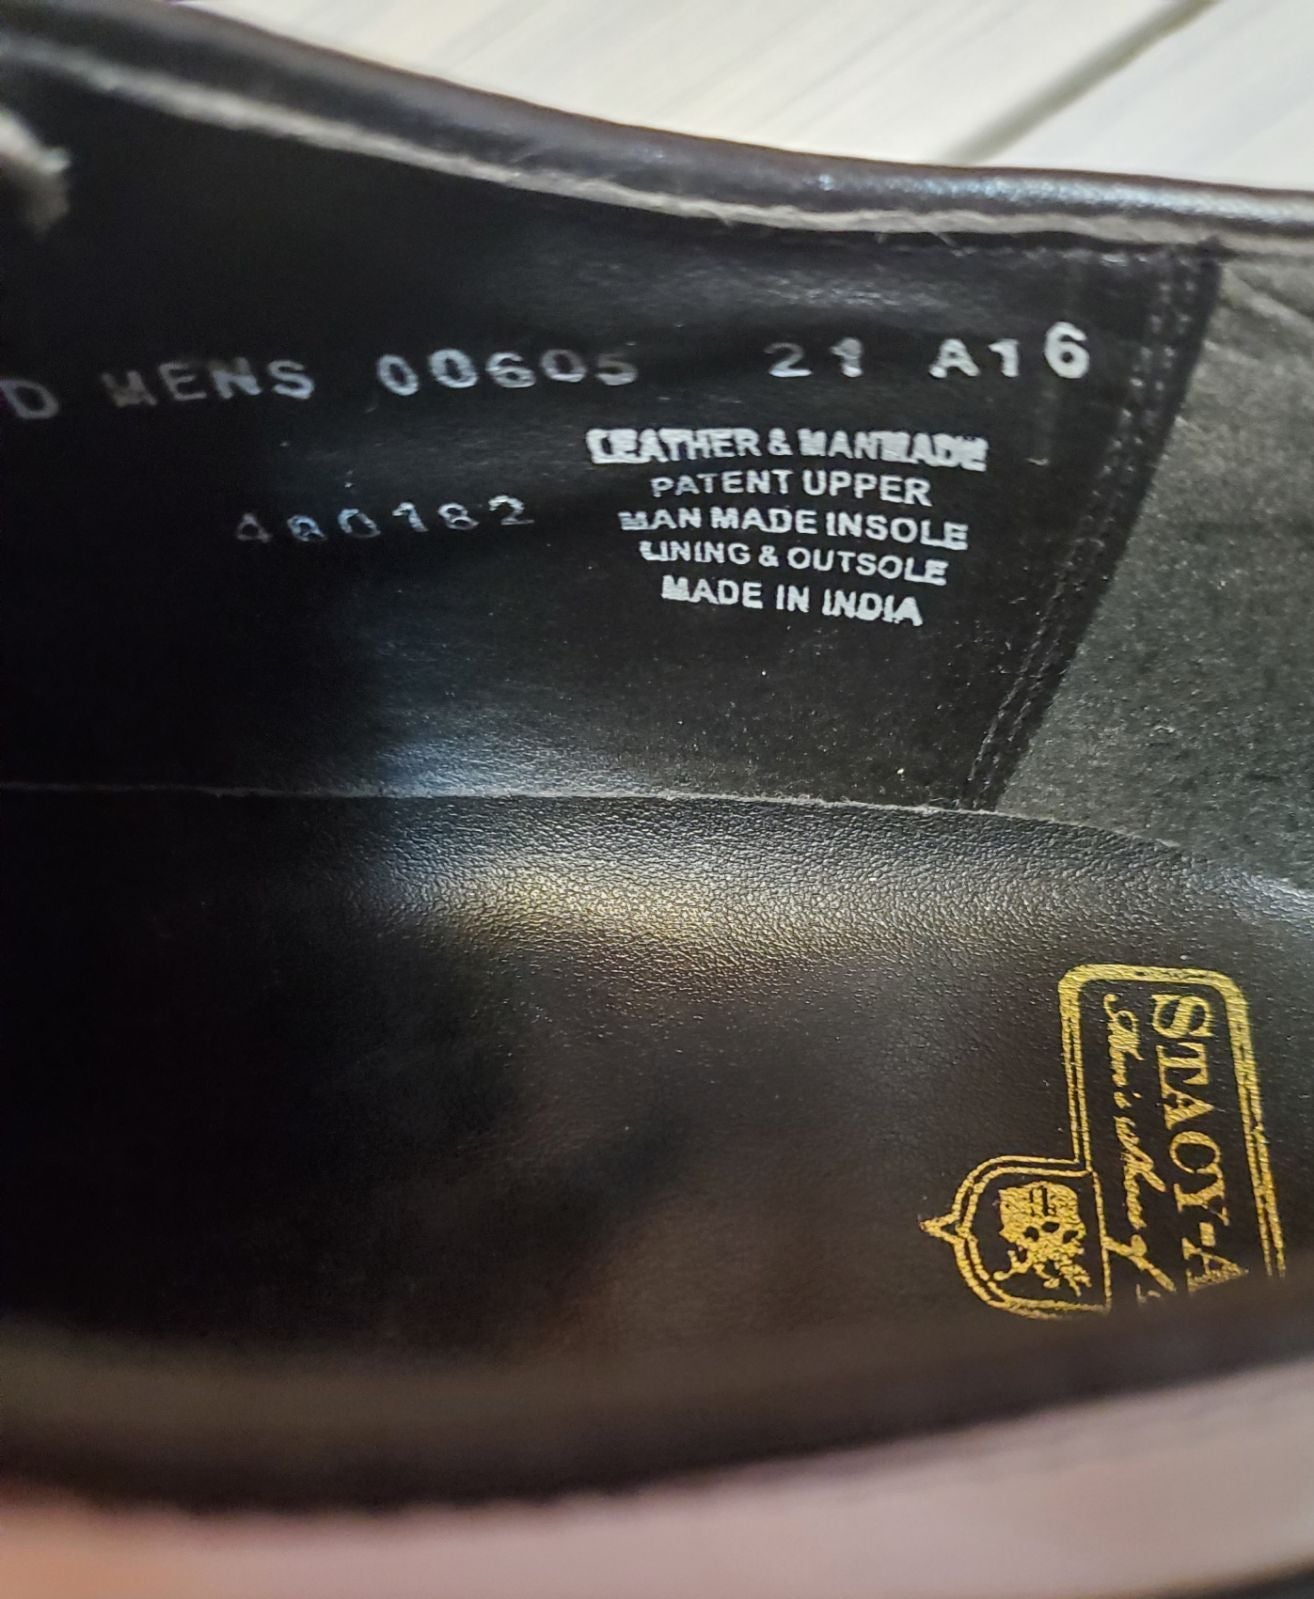 D MENS 00605 21 A16
LEATHER & MANMADE
PATENT UPPER
480182
MAN MADE INSOLE
LINING & OUTSOLE
MADE IN INDIA
STACY-A